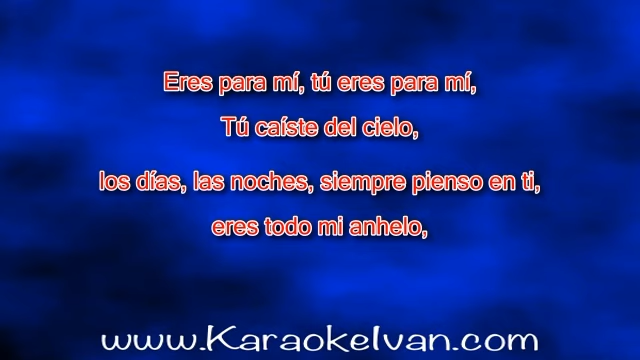 Eres para mí, tú eres para mí,
Tú caíste del cielo,
los días, las noches, siempre pienso en ti,
eres todo mi anhelo,
www.KaraokeIvan.com